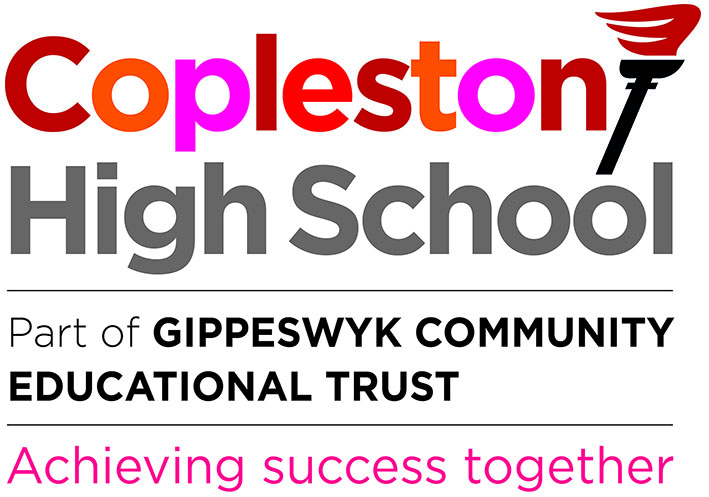 Copleston
High School
Part of GIPPESWYK COMMUNITY
EDUCATIONAL TRUST
Achieving success together